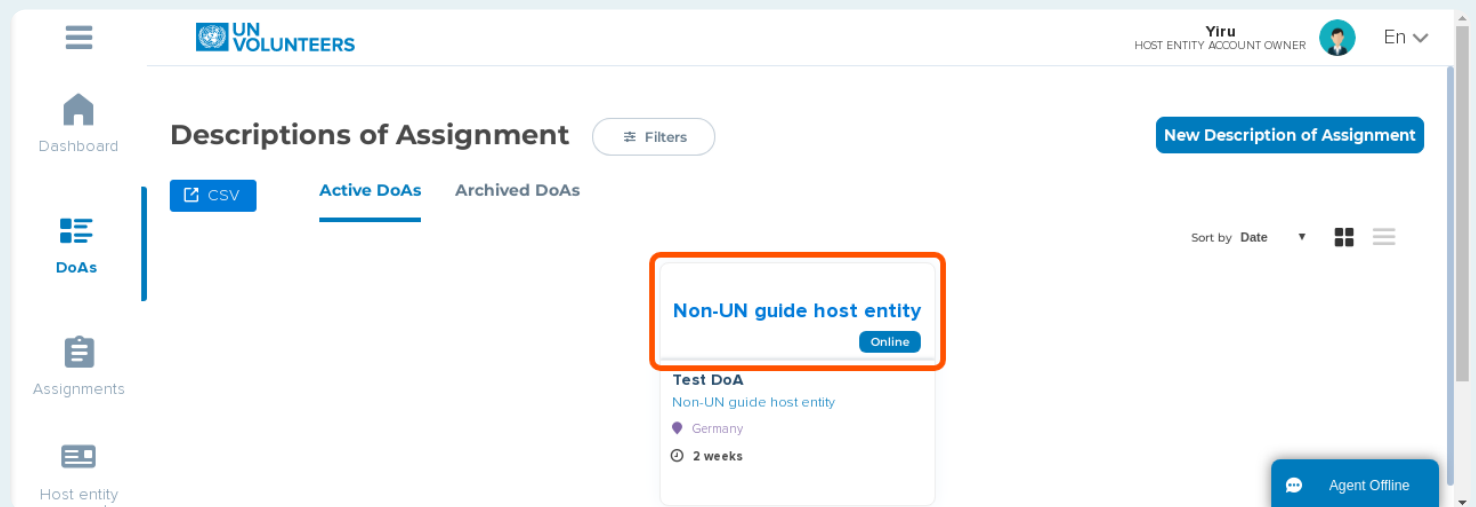 UN
VOLUNTEERS
Yiru
HOST ENTITY ACCOUNT OWNER
En
Dashboard
Descriptions of Assignment
Filters
New Description of Assignment
CSV
Active DoAs
Archived DoAs
Sort by Date
DoAs
Non-UN guide host entity
Online
Test DoA
Non-UN guide host entity
Germany
2 weeks
Assignments
Host entity
Agent Offline